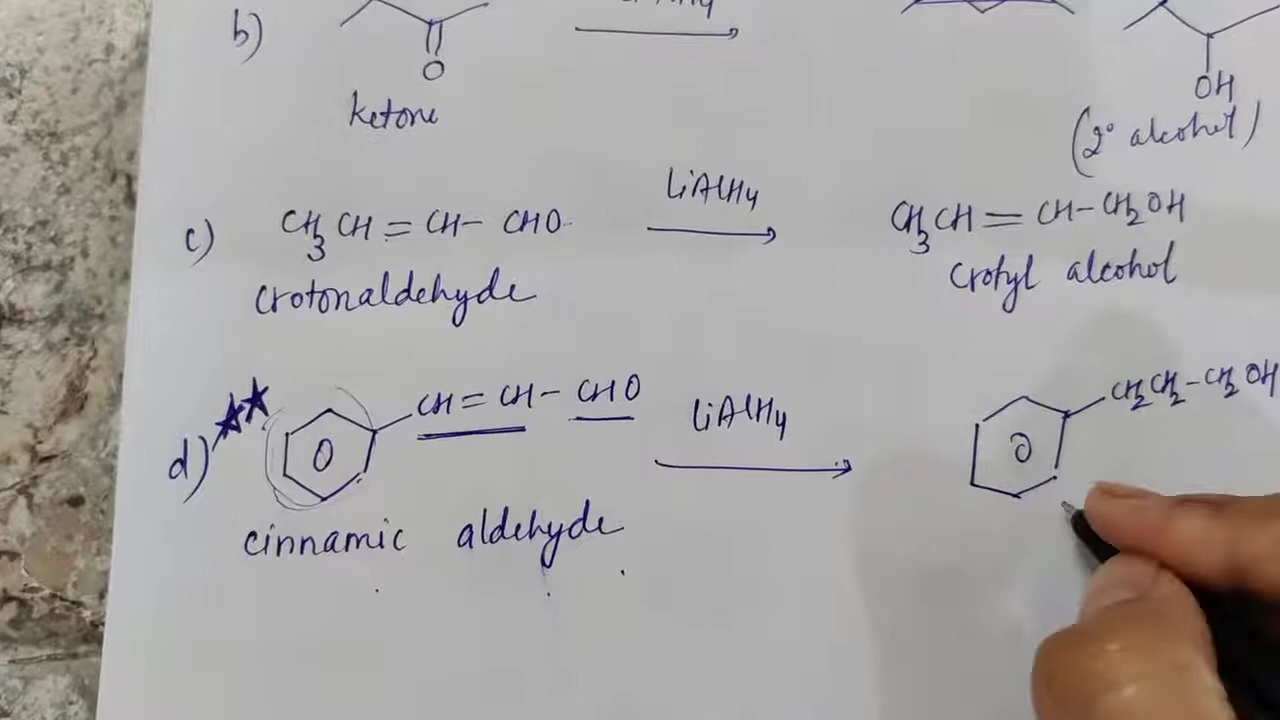 b) O
ketone
OH
(2° alcohol)
c) CH3CH=CH-CHO LiAlH4 CH3CH=CH-CH2OH
crotonaldehyde crotyl alcohol
d) CH=CH-CHO LiAlH4 CH2CH2-CH2OH
cinnamic aldehyde